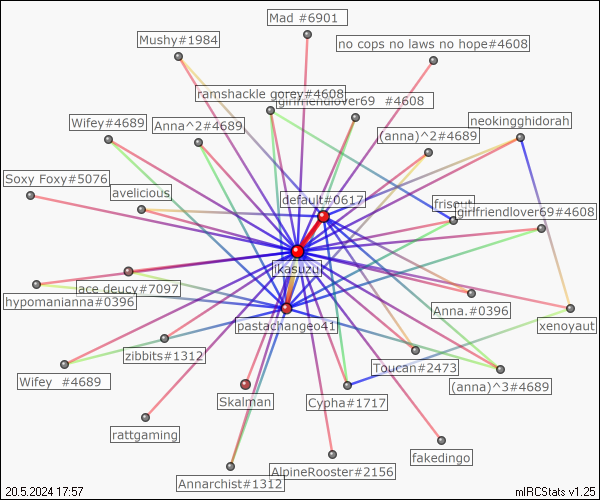 Mad #6901
Mushy#1984
no cops no laws no hope#4608
ramshackle gorey#4608
girlfriendlover69 #4608
Wifey#4689
Anna^2#4689
(anna)^2#4689
neokingghidorah
Soxy Foxy#5076
avelicious
default#0617
frisout
girlfriendlover69#4608
jkasuzu
ace deucy#7097
hypomanianna#0396
Anna.#0396
xenoyaut
pastachangeo41
zibbits#1312
Toucan#2473
Wifey #4689
(anna)^3#4689
Skalman
Cypha#1717
rattgaming
fakedingo
AlpineRooster#2156
Annarchist#1312
20.5.2024 17:57
mIRCStats v1.25